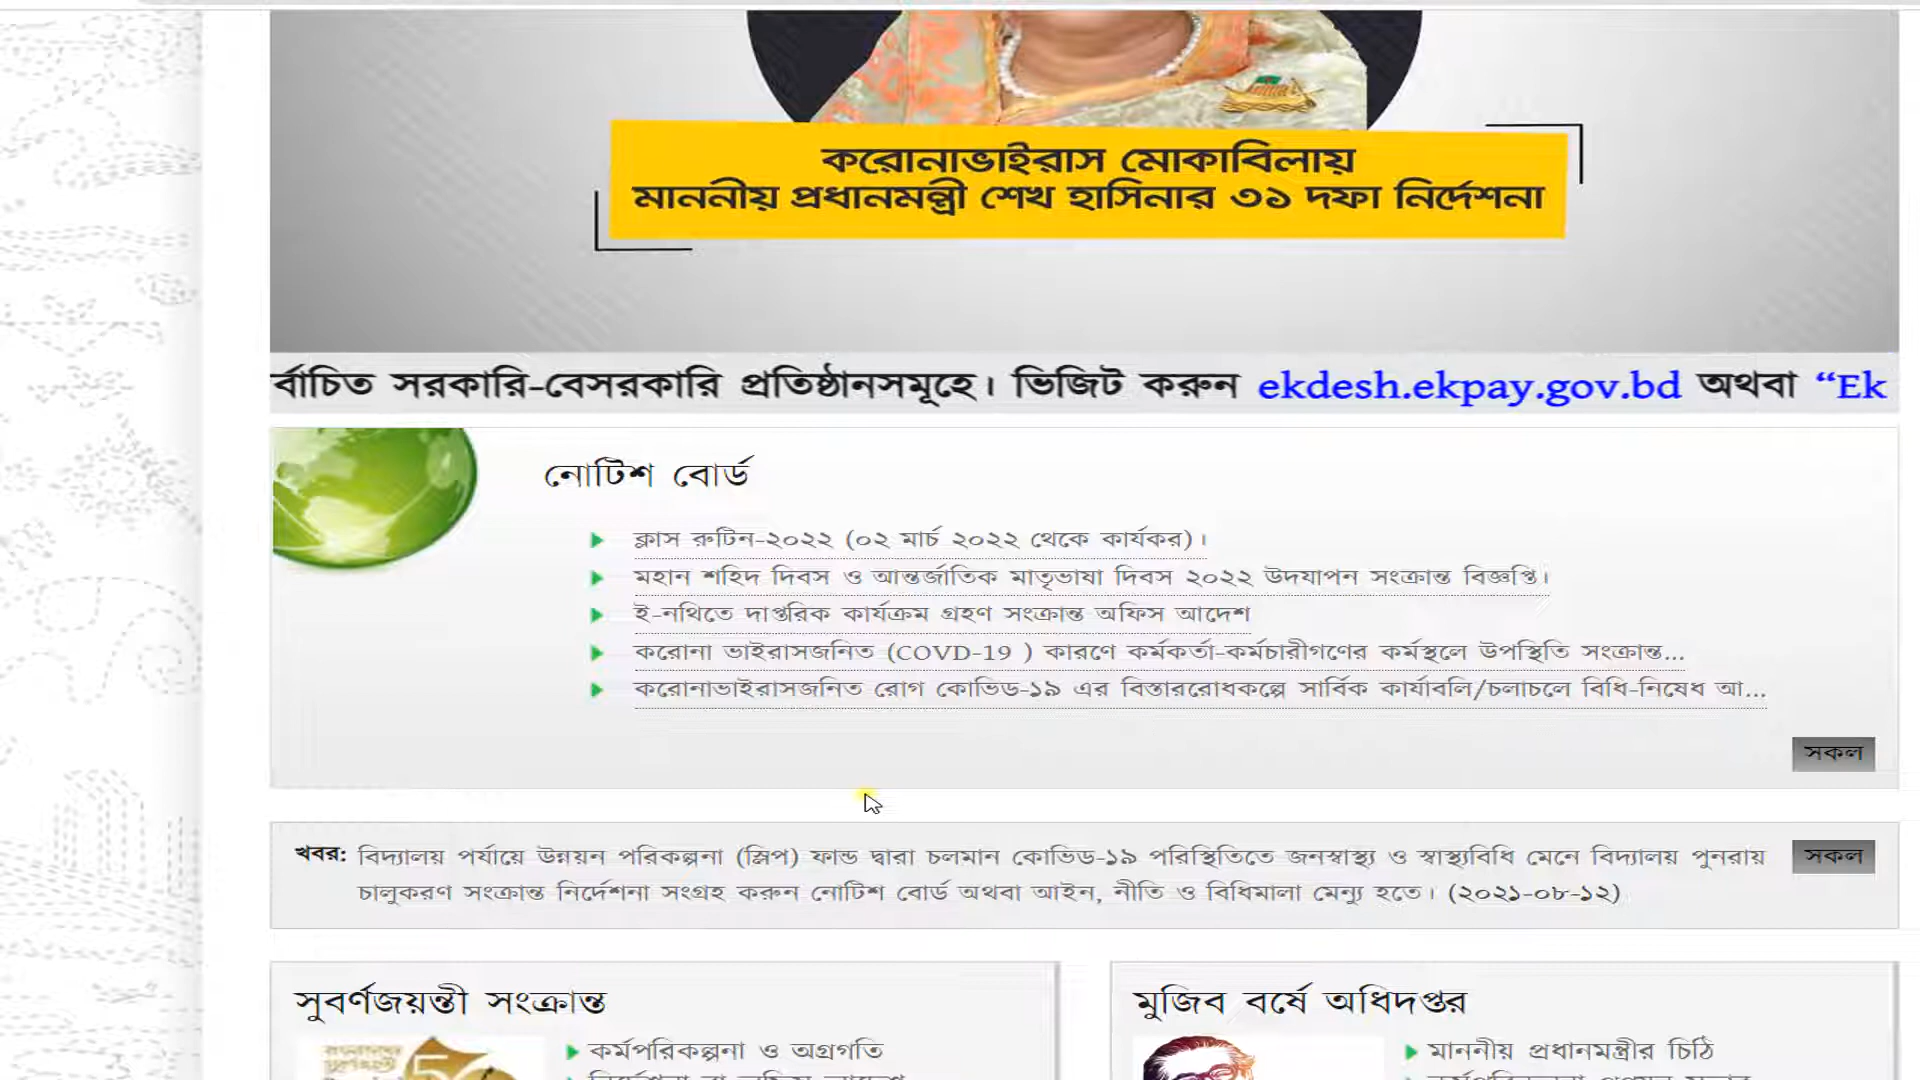 করোনাভাইরাস মোকাবিলায়
মাননীয় প্রধানমন্ত্রী শেখ হাসিনার ৩১ দফা নির্দেশনা
র্বাচিত সরকারি-বেসরকারি প্রতিষ্ঠানসমূহে। ভিজিট করুন ekdesh.ekpay.gov.bd অথবা “Ek
নোটিশ বোর্ড
ক্লাস রুটিন-২০২২ (০২ মার্চ ২০২২ থেকে কার্যকর)।
মহান শহিদ দিবস ও আন্তর্জাতিক মাতৃভাষা দিবস ২০২২ উদযাপন সংক্রান্ত বিজ্ঞপ্তি।
ই-নথিতে দাপ্তরিক কার্যক্রম গ্রহণ সংক্রান্ত অফিস আদেশ
করোনা ভাইরাসজনিত (COVD-19 ) কারণে কর্মকর্তা-কর্মচারীগণের কর্মস্থলে উপস্থিতি সংক্রান্ত...
করোনাভাইরাসজনিত রোগ কোভিড-১৯ এর বিস্তাররোধকল্পে সার্বিক কার্যাবলি/চলাচলে বিধি-নিষেধ আ...
সকল
খবর: বিদ্যালয় পর্যায়ে উন্নয়ন পরিকল্পনা (স্লিপ) ফান্ড দ্বারা চলমান কোভিড-১৯ পরিস্থিতিতে জনস্বাস্থ্য ও স্বাস্থ্যবিধি মেনে বিদ্যালয় পুনরায় সকল
চালুকরণ সংক্রান্ত নির্দেশনা সংগ্রহ করুন নোটিশ বোর্ড অথবা আইন, নীতি ও বিধিমালা মেন্যু হতে। (২০২১-০৮-১২)
সুবর্ণজয়ন্তী সংক্রান্ত
কর্মপরিকল্পনা ও অগ্রগতি
মুজিব বর্ষে অধিদপ্তর
মাননীয় প্রধানমন্ত্রীর চিঠি